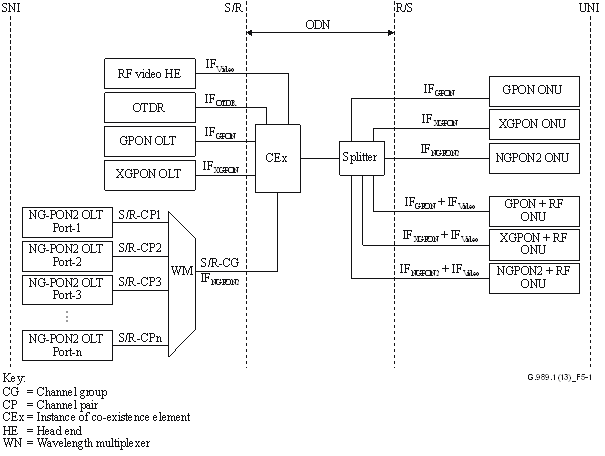 SNI S/R R/S UNI
ODN
RF video HE IFVideo
OTDR IFOTDR
GPON OLT IFGPON
XGPON OLT IFXGPON
CEx
Splitter
IFGPON GPON ONU
IFXGPON XGPON ONU
IFNGPON2 NGPON2 ONU
IFGPON + IFVideo GPON + RF
ONU
IFXGPON + IFVideo XGPON + RF
ONU
IFNGPON2 + IFVideo NGPON2 + RF
ONU
NG-PON2 OLT
Port-1
S/R-CP1
NG-PON2 OLT
Port-2
S/R-CP2
NG-PON2 OLT
Port-3
S/R-CP3
NG-PON2 OLT
Port-n
S/R-CPn
WM
S/R-CG
IFNGPON2
G.989.1(13)_F5-1
Key:
CG = Channel group
CP = Channel pair
CEx = Instance of co-existence element
HE = Head end
WN = Wavelength multiplexer